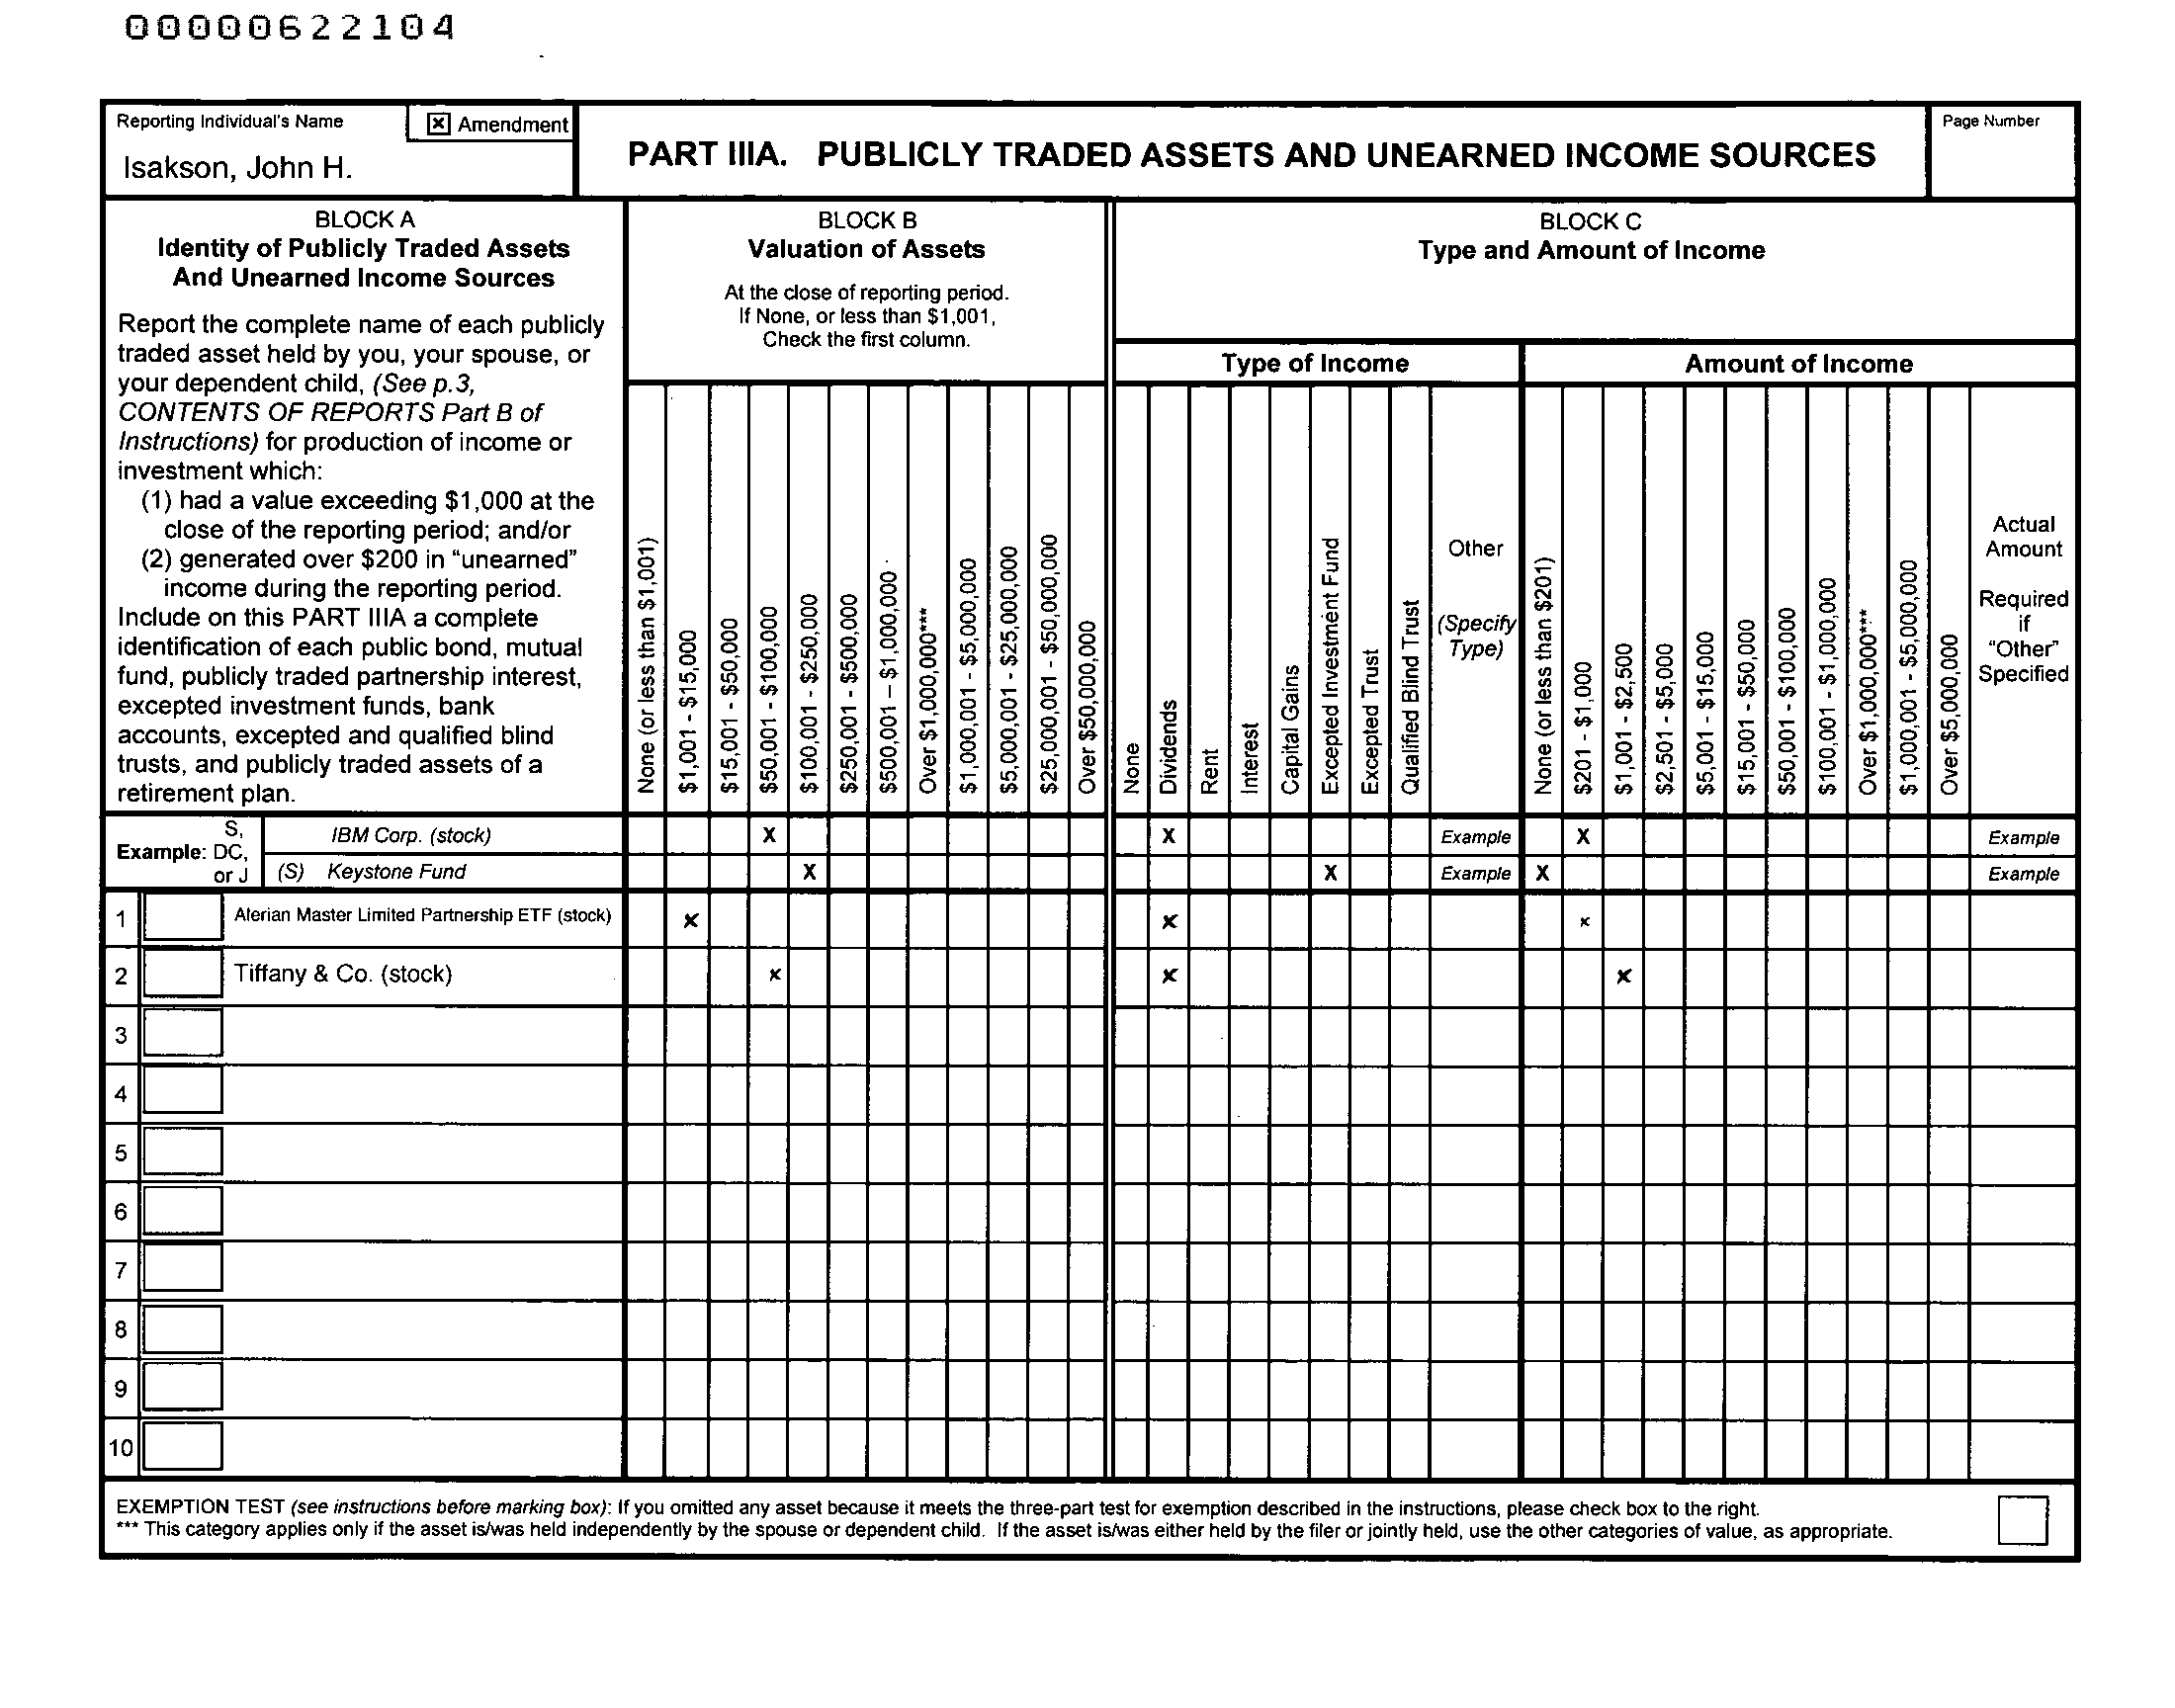 00000622104
Reporting Individual's Name
☒ Amendment
Isakson, John H.
PART IIIA. PUBLICLY TRADED ASSETS AND UNEARNED INCOME SOURCES
Page Number
BLOCK A
Identity of Publicly Traded Assets
And Unearned Income Sources
Report the complete name of each publicly
traded asset held by you, your spouse, or
your dependent child, (See p.3,
CONTENTS OF REPORTS Part B of
Instructions) for production of income or
investment which:
(1) had a value exceeding $1,000 at the
close of the reporting period; and/or
(2) generated over $200 in “unearned”
income during the reporting period.
Include on this PART IIIA a complete
identification of each public bond, mutual
fund, publicly traded partnership interest,
excepted investment funds, bank
accounts, excepted and qualified blind
trusts, and publicly traded assets of a
retirement plan.
BLOCK B
Valuation of Assets
At the close of reporting period.
If None, or less than $1,001,
Check the first column.
None (or less than $1,001)
$1,001 - $15,000
$15,001 - $50,000
$50,001 - $100,000
$100,001 - $250,000
$250,001 - $500,000
$500,001 – $1,000,000
Over $1,000,000***
$1,000,001 - $5,000,000
$5,000,001 - $25,000,000
$25,000,001 - $50,000,000
Over $50,000,000
BLOCK C
Type and Amount of Income
Type of Income
None
Dividends
Rent
Interest
Capital Gains
Excepted Investment Fund
Excepted Trust
Qualified Blind Trust
Other
(Specify
Type)
Amount of Income
None (or less than $201)
$201 - $1,000
$1,001 - $2,500
$2,501 - $5,000
$5,001 - $15,000
$15,001 - $50,000
$50,001 - $100,000
$100,001 - $1,000,000
Over $1,000,000***
$1,000,001 - $5,000,000
Over $5,000,000
Actual
Amount
Required
if
“Other”
Specified
Example: S, DC, or J
IBM Corp. (stock) X X Example X Example
(S) Keystone Fund X X Example X Example
1 Alerian Master Limited Partnership ETF (stock) x x x
2 Tiffany & Co. (stock) x x x
3
4
5
6
7
8
9
10
EXEMPTION TEST (see instructions before marking box): If you omitted any asset because it meets the three-part test for exemption described in the instructions, please check box to the right.
*** This category applies only if the asset is/was held independently by the spouse or dependent child. If the asset is/was either held by the filer or jointly held, use the other categories of value, as appropriate.